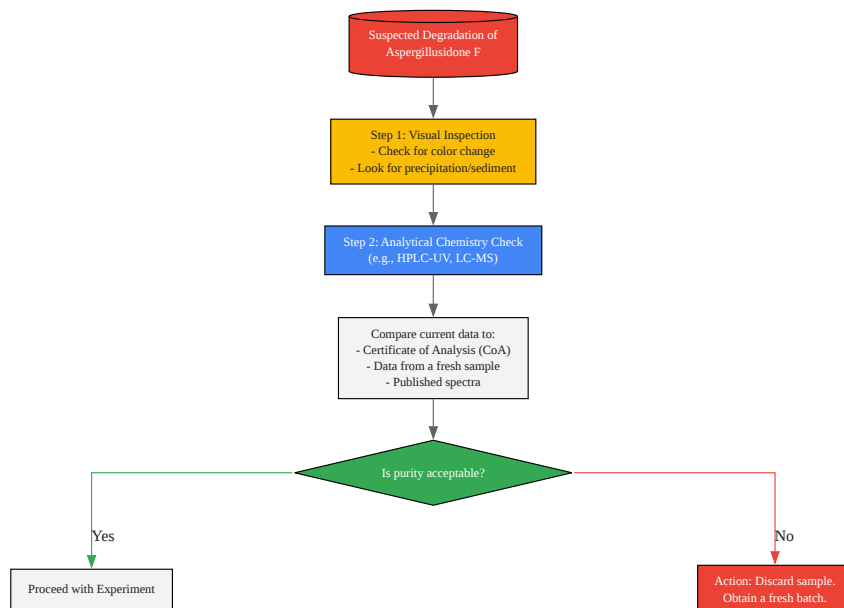 Suspected Degradation of
Aspergillusidone F
Step 1: Visual Inspection
- Check for color change
- Look for precipitation/sediment
Step 2: Analytical Chemistry Check
(e.g., HPLC-UV, LC-MS)
Compare current data to:
- Certificate of Analysis (CoA)
- Data from a fresh sample
- Published spectra
Is purity acceptable?
Yes
No
Proceed with Experiment
Action: Discard sample.
Obtain a fresh batch.